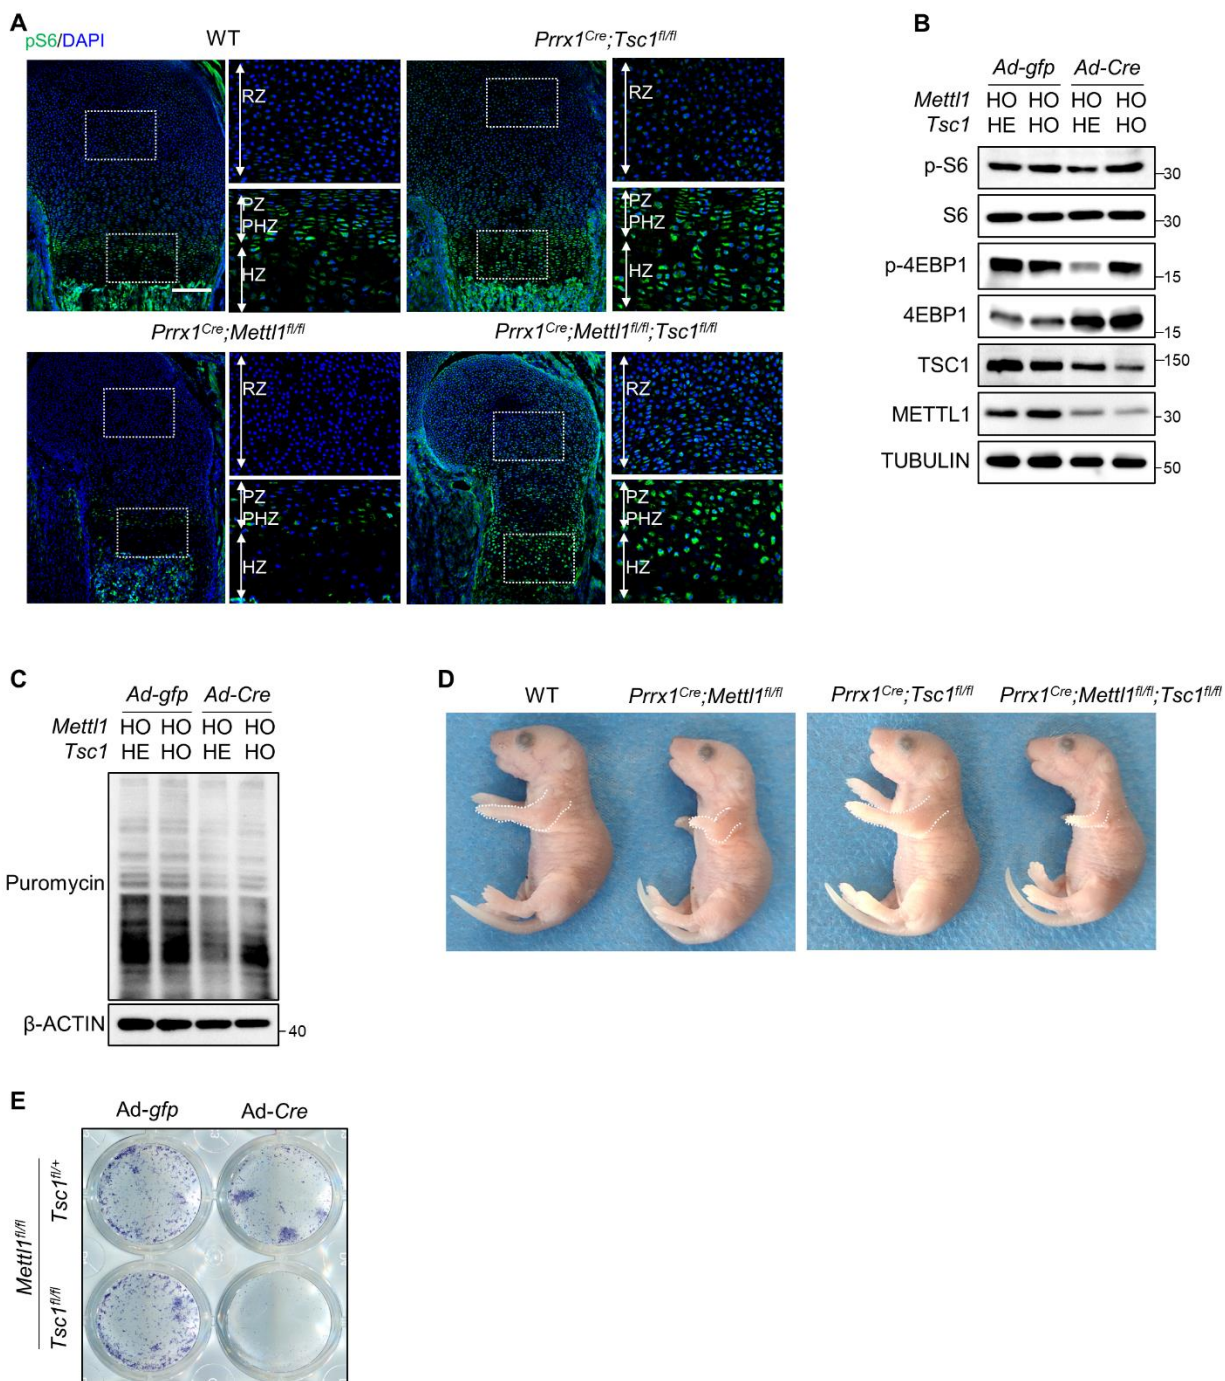 A
pS6/DAPI
WT
Prrx1Cre;Tsc1fl/fl
RZ
PZ
PHZ
HZ
RZ
PZ
PHZ
HZ
Prrx1Cre;Mettl1fl/fl
Prrx1Cre;Mettl1fl/fl;Tsc1fl/fl
RZ
PZ
PHZ
HZ
RZ
PZ
PHZ
HZ
B
Ad-gfp Ad-Cre
Mettl1 HO HO HO HO
Tsc1 HE HO HE HO
p-S6 30
S6 30
p-4EBP1 15
4EBP1 15
TSC1 150
METTL1 30
TUBULIN 50
C
Ad-gfp Ad-Cre
Mettl1 HO HO HO HO
Tsc1 HE HO HE HO
Puromycin
β-ACTIN 40
D
WT Prrx1Cre;Mettl1fl/fl Prrx1Cre;Tsc1fl/fl Prrx1Cre;Mettl1fl/fl;Tsc1fl/fl
E
Ad-gfp Ad-Cre
Mettl1fl/fl
Tsc1fl/+
Tsc1fl/fl